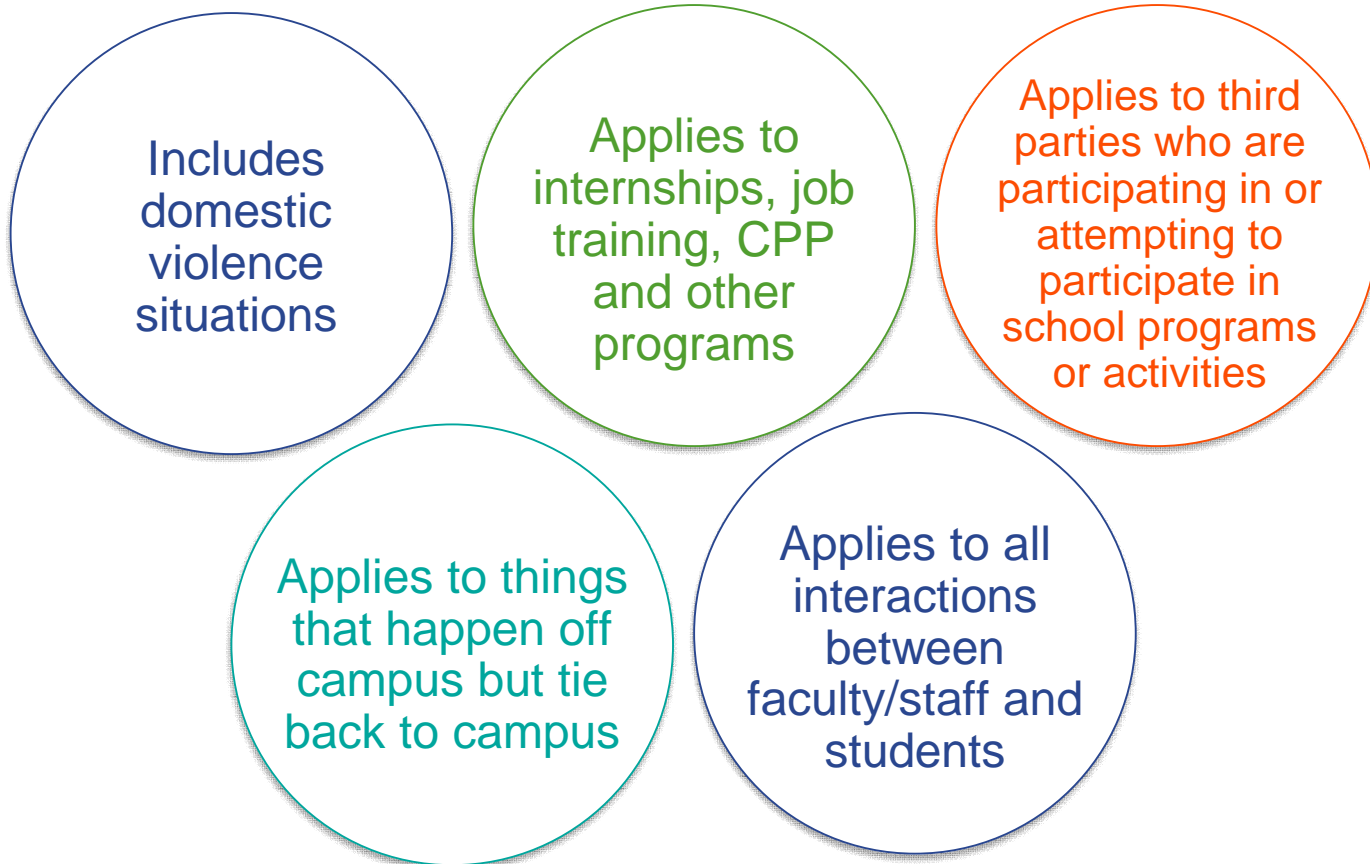 Includes
domestic
violence
situations
Applies to
internships, job
training, CPP
and other
programs
Applies to third
parties who are
participating in or
attempting to
participate in
school programs
or activities
Applies to things
that happen off
campus but tie
back to campus
Applies to all
interactions
between
faculty/staff and
students